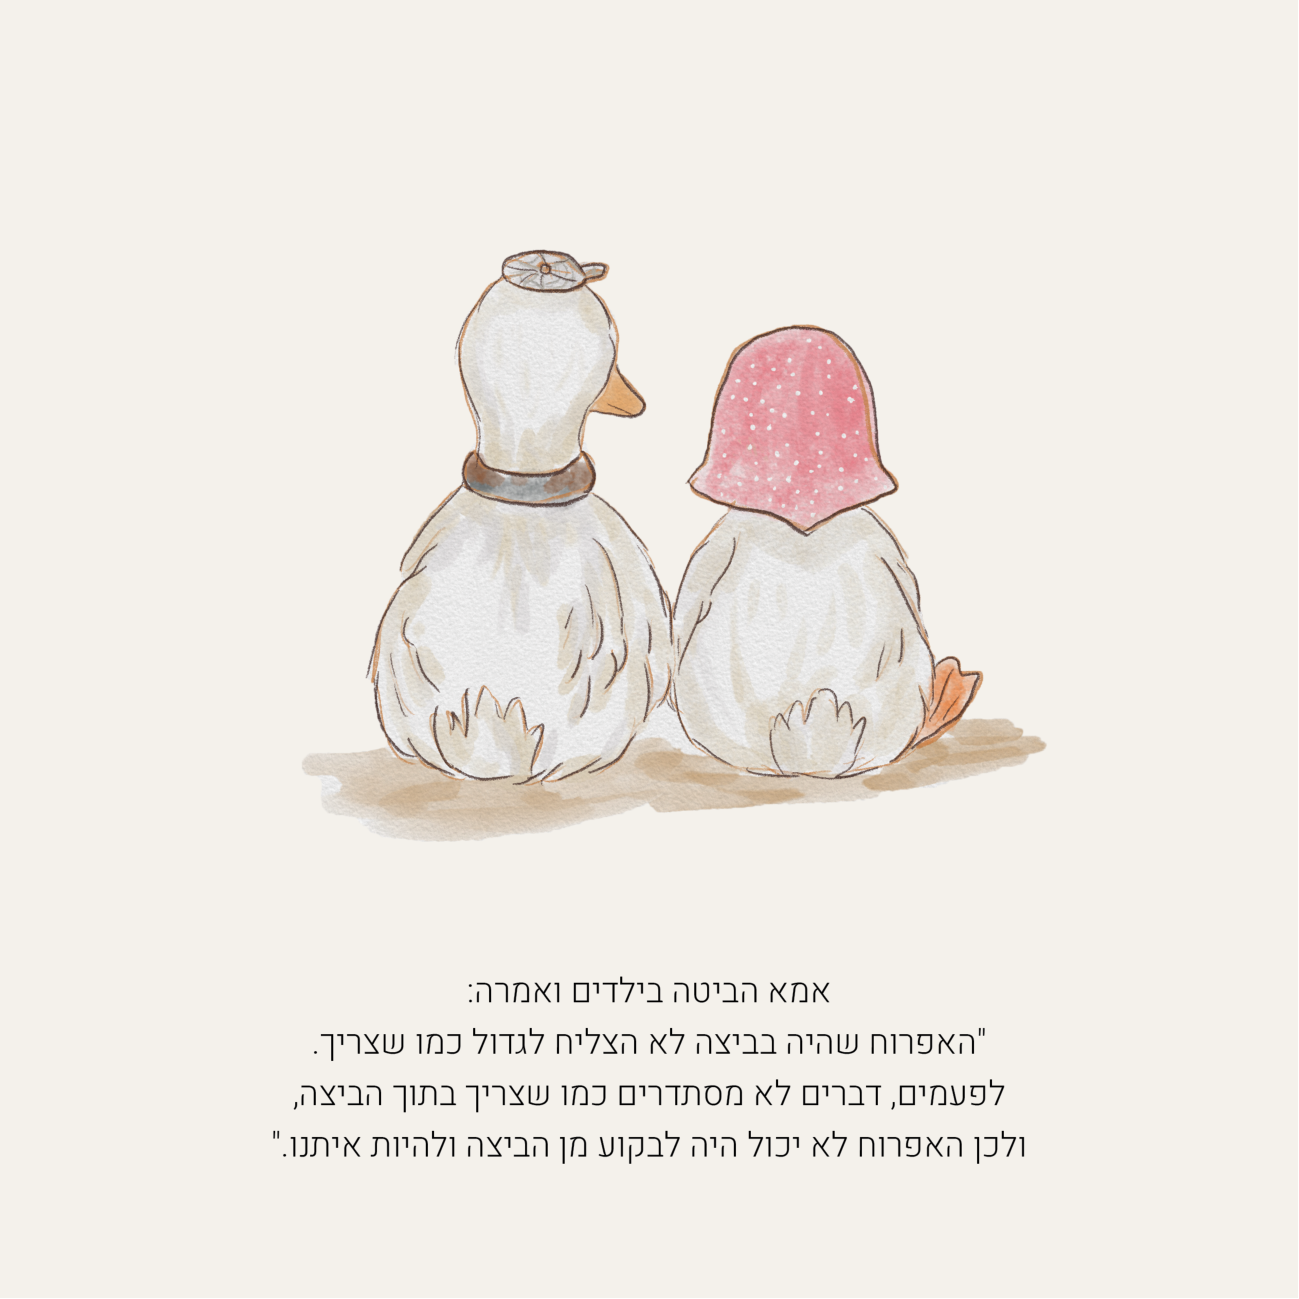 אמא הביטה בילדים ואמרה:
"האפרוח שהיה בביצה לא הצליח לגדול כמו שצריך.
לפעמים, דברים לא מסתדרים כמו שצריך בתוך הביצה,
ולכן האפרוח לא יכול היה לבקוע מן הביצה ולהיות איתנו."